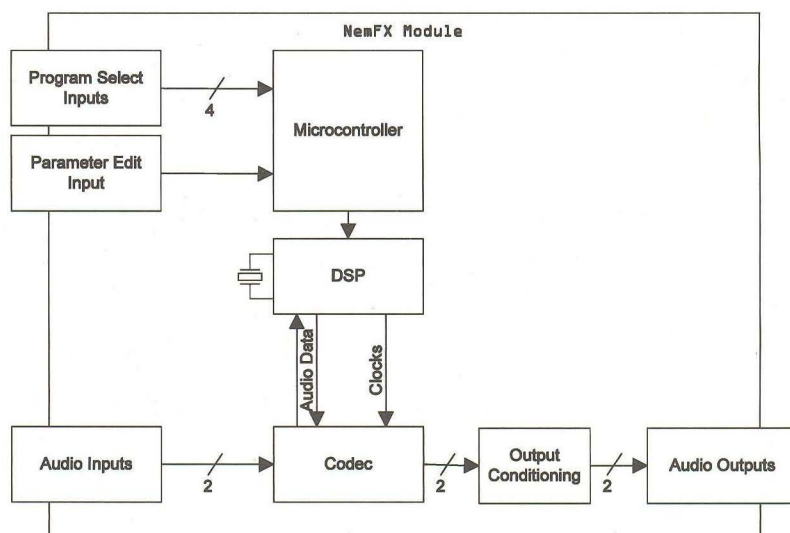 NemFX Module
Program Select
Inputs
4
Microcontroller
Parameter Edit
Input
DSP
Audio Data
Clocks
Audio Inputs
2
Codec
2
Output
Conditioning
2
Audio Outputs